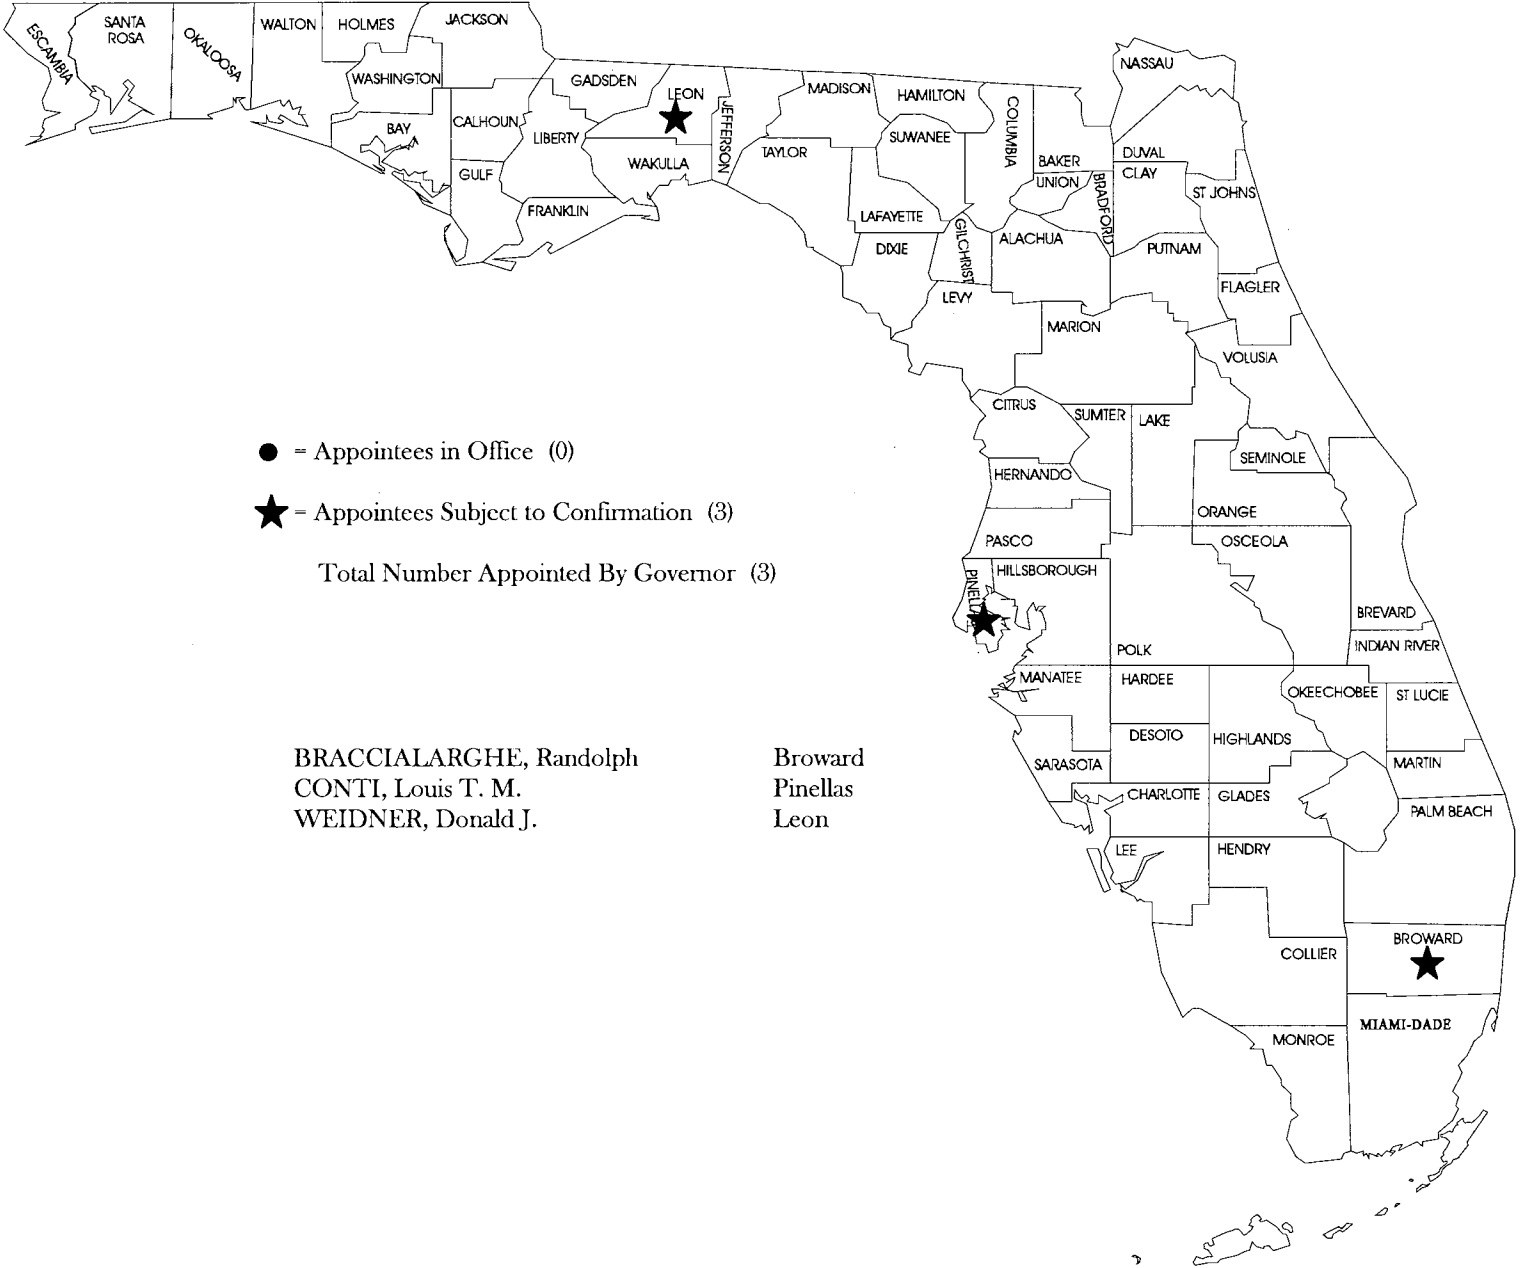 ESCAMBIA
SANTA
ROSA
OKALOOSA
WALTON
HOLMES
JACKSON
WASHINGTON
BAY
CALHOUN
GULF
LIBERTY
GADSDEN
LEON
WAKULLA
FRANKLIN
JEFFERSON
MADISON
TAYLOR
HAMILTON
SUWANEE
LAFAYETTE
DIXIE
COLUMBIA
GILCHRIST
LEVY
BAKER
UNION
BRADFORD
ALACHUA
NASSAU
DUVAL
CLAY
ST JOHNS
PUTNAM
FLAGLER
MARION
VOLUSIA
CITRUS
SUMTER
LAKE
SEMINOLE
HERNANDO
ORANGE
PASCO
OSCEOLA
HILLSBOROUGH
BREVARD
POLK
INDIAN RIVER
MANATEE
HARDEE
OKEECHOBEE
ST LUCIE
DESOTO
HIGHLANDS
SARASOTA
MARTIN
CHARLOTTE
GLADES
PALM BEACH
LEE
HENDRY
BROWARD
COLLIER
MIAMI-DADE
MONROE
= Appointees in Office (0)
= Appointees Subject to Confirmation (3)
Total Number Appointed By Governor (3)
BRACCIALARGHE, Randolph Broward
CONTI, Louis T. M. Pinellas
WEIDNER, Donald J. Leon